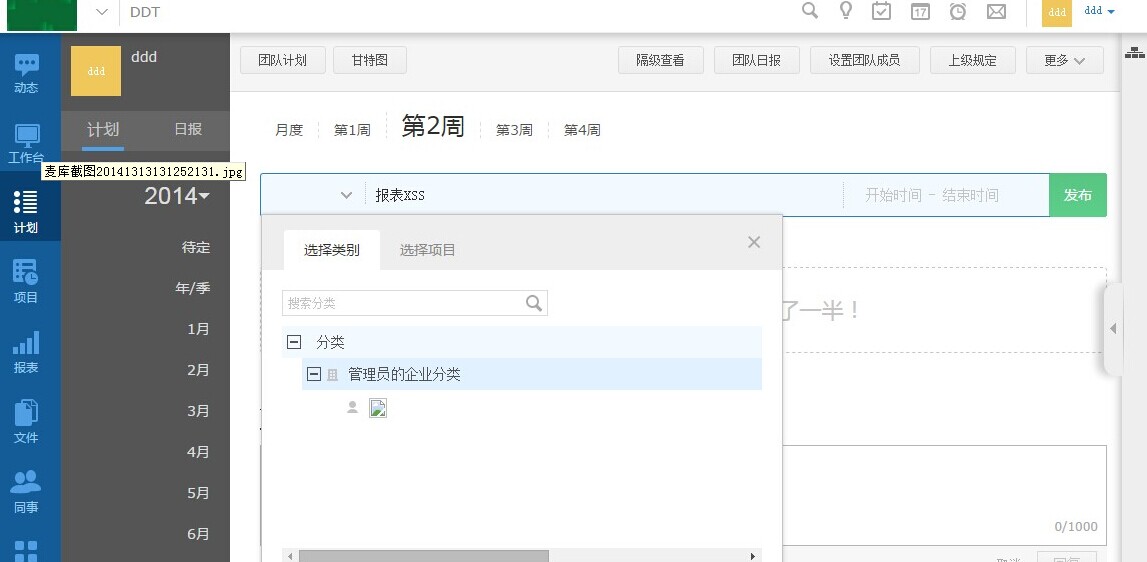 DDT
17
ddd
ddd
动态
工作台
计划
项目
报表
文件
同事
ddd
ddd
计划
日报
麦库截图20141313131252131.jpg
2014
待定
年/季
1月
2月
3月
4月
5月
6月
团队计划
甘特图
隔级查看
团队日报
设置团队成员
上级规定
更多
月度
第1周
第2周
第3周
第4周
报表XSS
开始时间 - 结束时间
发布
选择类别
选择项目
搜索分类
分类
管理员的企业分类
了一半！
0/1000